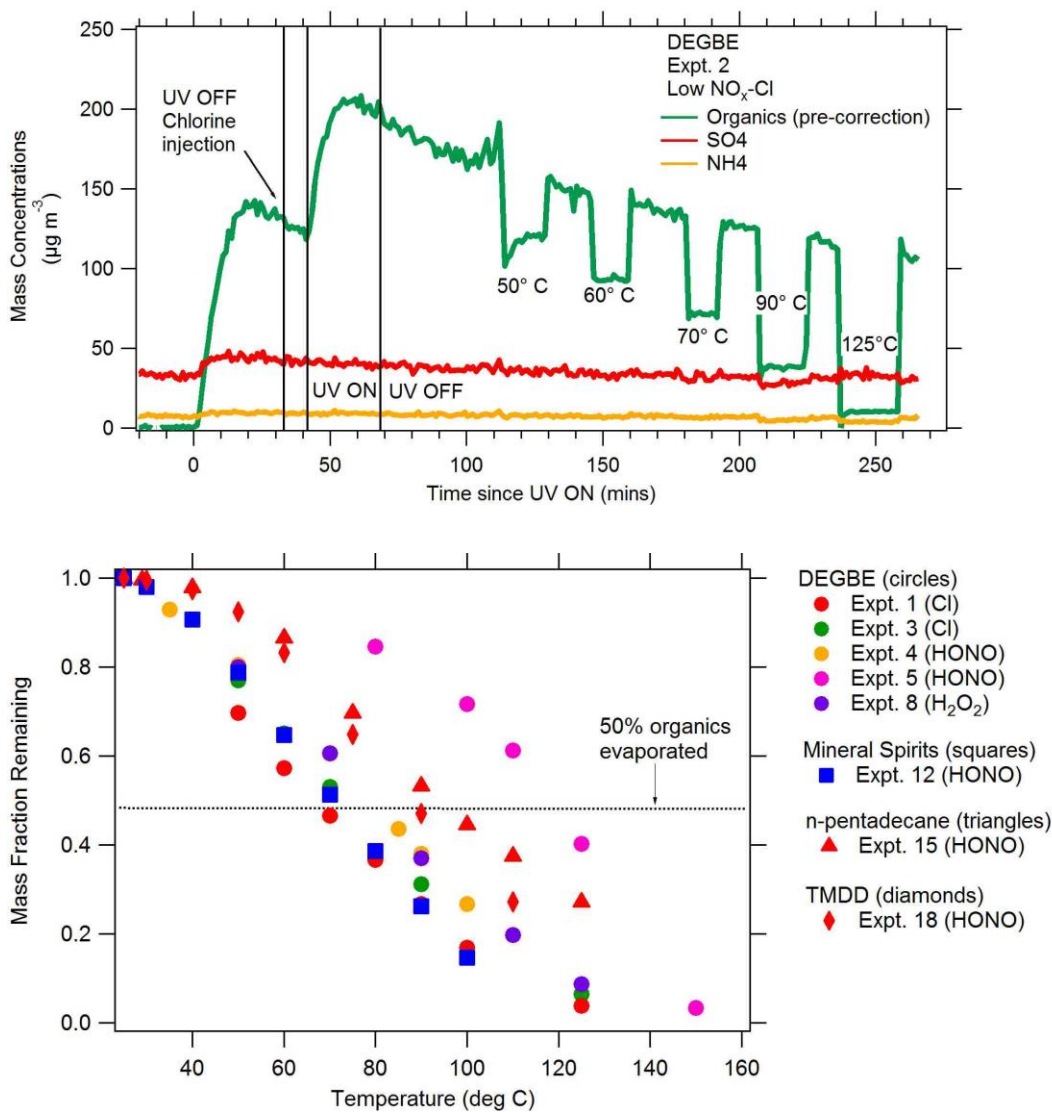 250
200
150
100
50
0
Mass Concentrations
(µg m⁻³)
UV OFF
Chlorine
injection
DEGBE
Expt. 2
Low NOₓ-Cl
Organics (pre-correction)
SO4
NH4
50° C
60° C
70° C
90° C
125°C
UV ON
UV OFF
0
50
100
150
200
250
Time since UV ON (mins)
1.0
0.8
0.6
0.4
0.2
0.0
Mass Fraction Remaining
50% organics
evaporated
20
40
60
80
100
120
140
160
Temperature (deg C)
DEGBE (circles)
Expt. 1 (Cl)
Expt. 3 (Cl)
Expt. 4 (HONO)
Expt. 5 (HONO)
Expt. 8 (H₂O₂)
Mineral Spirits (squares)
Expt. 12 (HONO)
n-pentadecane (triangles)
Expt. 15 (HONO)
TMDD (diamonds)
Expt. 18 (HONO)